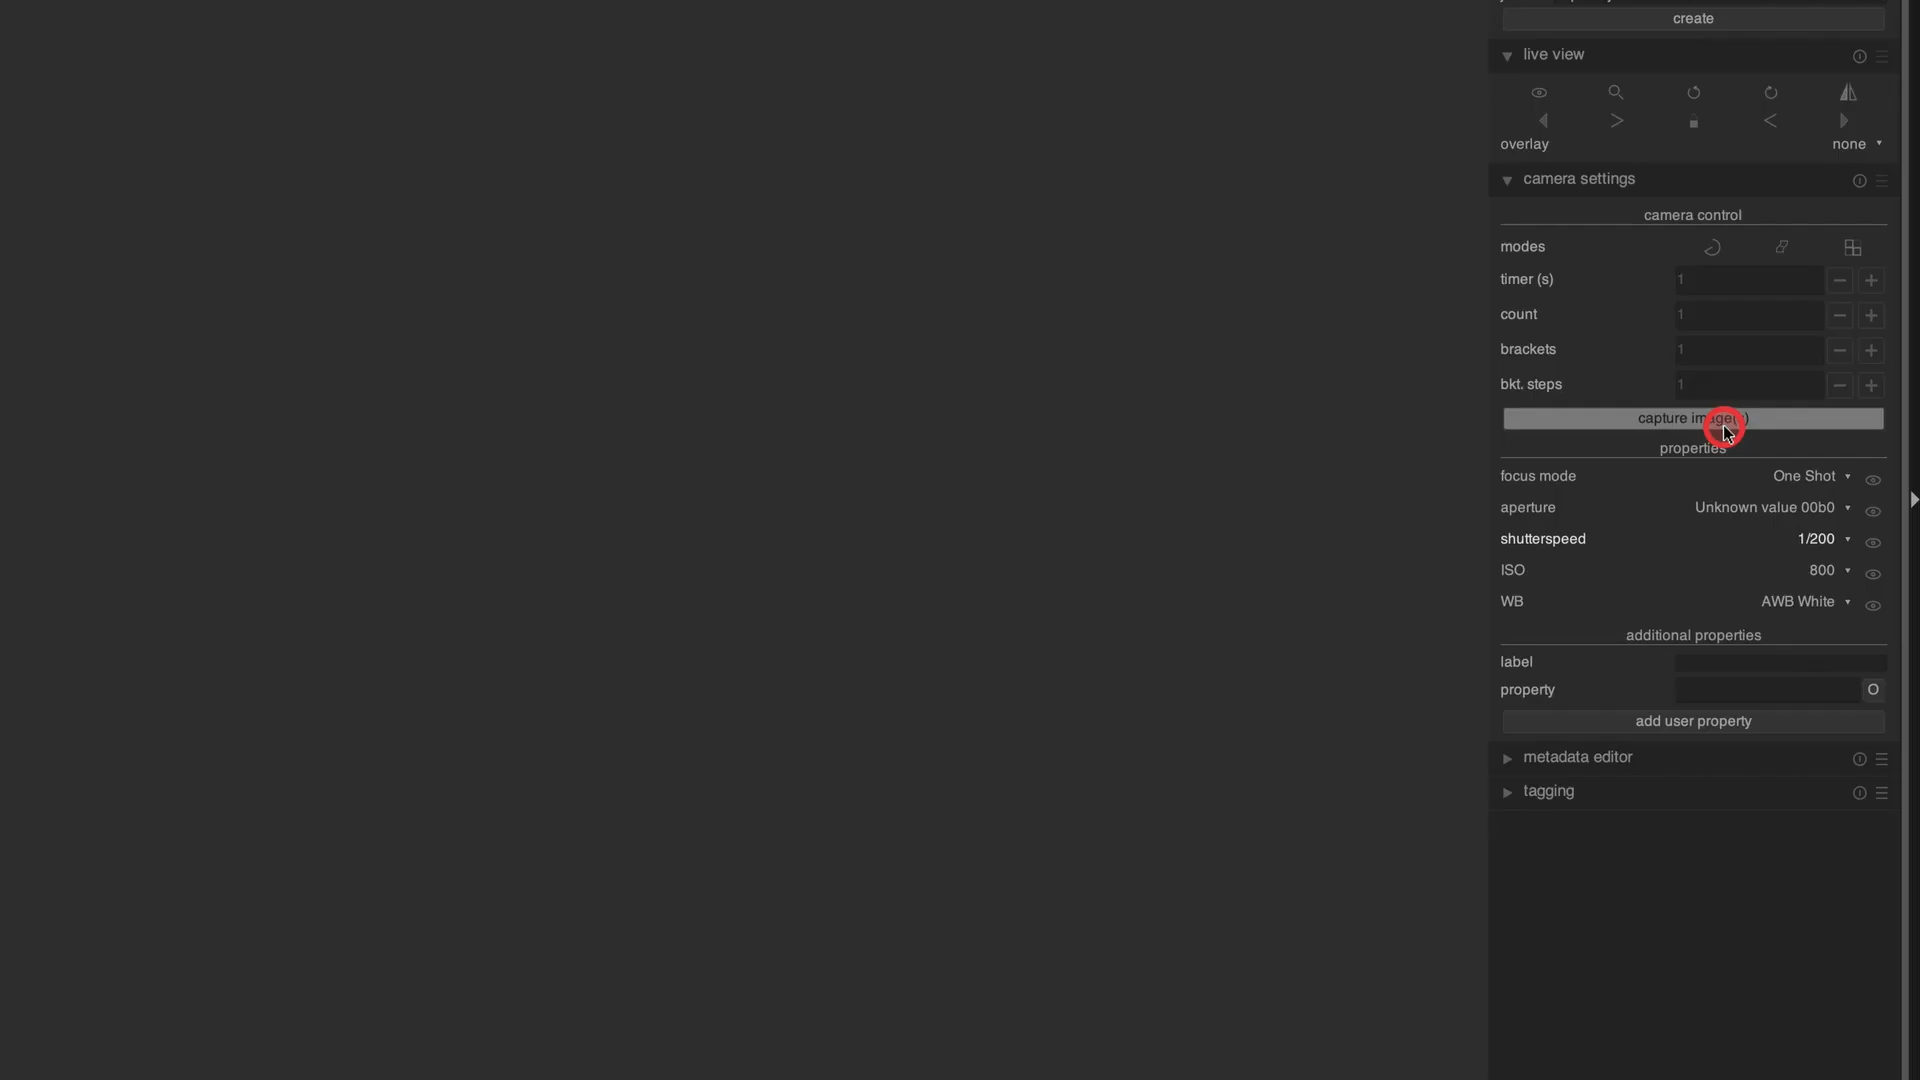 create
live view
overlay none
camera settings
camera control
modes
timer (s) 1
count 1
brackets 1
bkt. steps 1
capture image(s)
properties
focus mode One Shot
aperture Unknown value 00b0
shutterspeed 1/200
ISO 800
WB AWB White
additional properties
label
property O
add user property
metadata editor
tagging